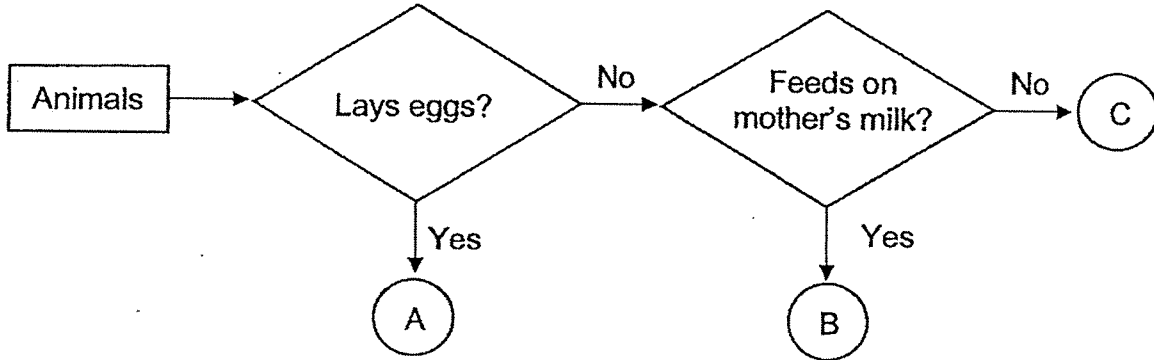 Animals
Lays eggs?
No
Feeds on
mother's milk?
No
C
Yes
A
Yes
B